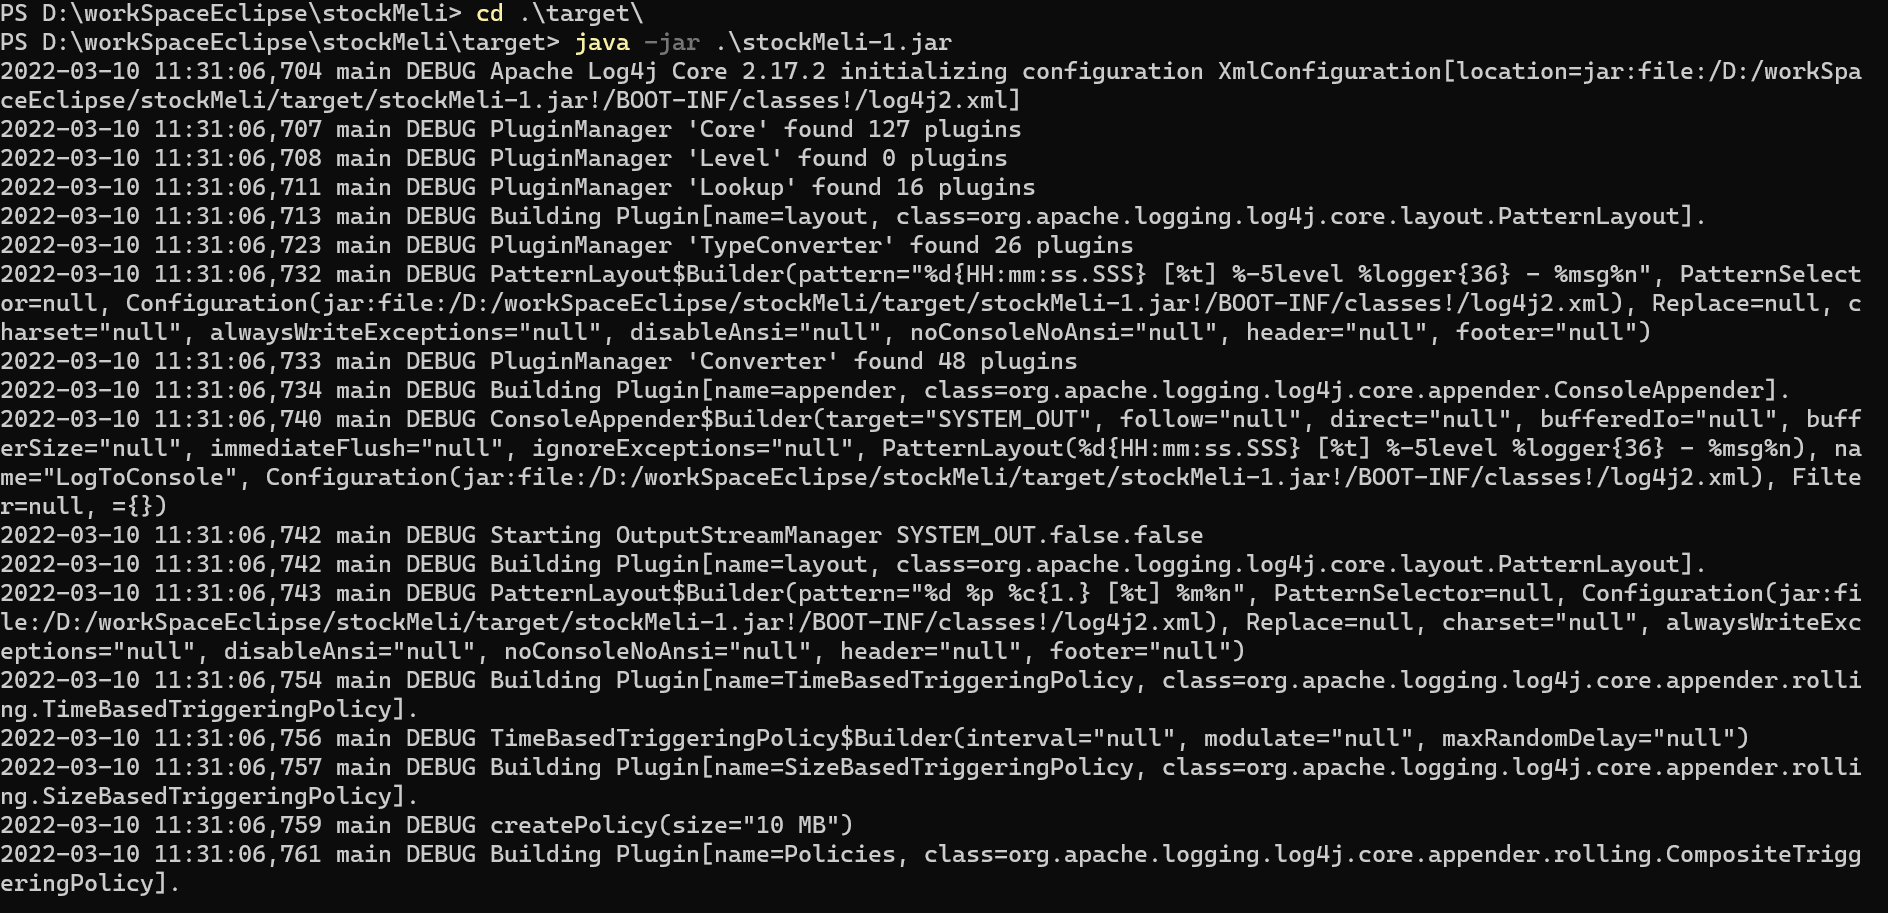 PS D:\workSpaceEclipse\stockMeli> cd .\target\
PS D:\workSpaceEclipse\stockMeli\target> java -jar .\stockMeli-1.jar
2022-03-10 11:31:06,704 main DEBUG Apache Log4j Core 2.17.2 initializing configuration XmlConfiguration[location=jar:file:/D:/workSpa
ceEclipse/stockMeli/target/stockMeli-1.jar!/BOOT-INF/classes!/log4j2.xml]
2022-03-10 11:31:06,707 main DEBUG PluginManager 'Core' found 127 plugins
2022-03-10 11:31:06,708 main DEBUG PluginManager 'Level' found 0 plugins
2022-03-10 11:31:06,711 main DEBUG PluginManager 'Lookup' found 16 plugins
2022-03-10 11:31:06,713 main DEBUG Building Plugin[name=layout, class=org.apache.logging.log4j.core.layout.PatternLayout].
2022-03-10 11:31:06,723 main DEBUG PluginManager 'TypeConverter' found 26 plugins
2022-03-10 11:31:06,732 main DEBUG PatternLayout$Builder(pattern="%d{HH:mm:ss.SSS} [%t] %-5level %logger{36} - %msg%n", PatternSelect
or=null, Configuration(jar:file:/D:/workSpaceEclipse/stockMeli/target/stockMeli-1.jar!/BOOT-INF/classes!/log4j2.xml), Replace=null, c
harset="null", alwaysWriteExceptions="null", disableAnsi="null", noConsoleNoAnsi="null", header="null", footer="null")
2022-03-10 11:31:06,733 main DEBUG PluginManager 'Converter' found 48 plugins
2022-03-10 11:31:06,734 main DEBUG Building Plugin[name=appender, class=org.apache.logging.log4j.core.appender.ConsoleAppender].
2022-03-10 11:31:06,740 main DEBUG ConsoleAppender$Builder(target="SYSTEM_OUT", follow="null", direct="null", bufferedIo="null", buff
erSize="null", immediateFlush="null", ignoreExceptions="null", PatternLayout(%d{HH:mm:ss.SSS} [%t] %-5level %logger{36} - %msg%n), na
me="LogToConsole", Configuration(jar:file:/D:/workSpaceEclipse/stockMeli/target/stockMeli-1.jar!/BOOT-INF/classes!/log4j2.xml), Filte
r=null, ={})
2022-03-10 11:31:06,742 main DEBUG Starting OutputStreamManager SYSTEM_OUT.false.false
2022-03-10 11:31:06,742 main DEBUG Building Plugin[name=layout, class=org.apache.logging.log4j.core.layout.PatternLayout].
2022-03-10 11:31:06,743 main DEBUG PatternLayout$Builder(pattern="%d %p %c{1.} [%t] %m%n", PatternSelector=null, Configuration(jar:fi
le:/D:/workSpaceEclipse/stockMeli/target/stockMeli-1.jar!/BOOT-INF/classes!/log4j2.xml), Replace=null, charset="null", alwaysWriteExc
eptions="null", disableAnsi="null", noConsoleNoAnsi="null", header="null", footer="null")
2022-03-10 11:31:06,754 main DEBUG Building Plugin[name=TimeBasedTriggeringPolicy, class=org.apache.logging.log4j.core.appender.rolli
ng.TimeBasedTriggeringPolicy].
2022-03-10 11:31:06,756 main DEBUG TimeBasedTriggeringPolicy$Builder(interval="null", modulate="null", maxRandomDelay="null")
2022-03-10 11:31:06,757 main DEBUG Building Plugin[name=SizeBasedTriggeringPolicy, class=org.apache.logging.log4j.core.appender.rolli
ng.SizeBasedTriggeringPolicy].
2022-03-10 11:31:06,759 main DEBUG createPolicy(size="10 MB")
2022-03-10 11:31:06,761 main DEBUG Building Plugin[name=Policies, class=org.apache.logging.log4j.core.appender.rolling.CompositeTrigg
eringPolicy].